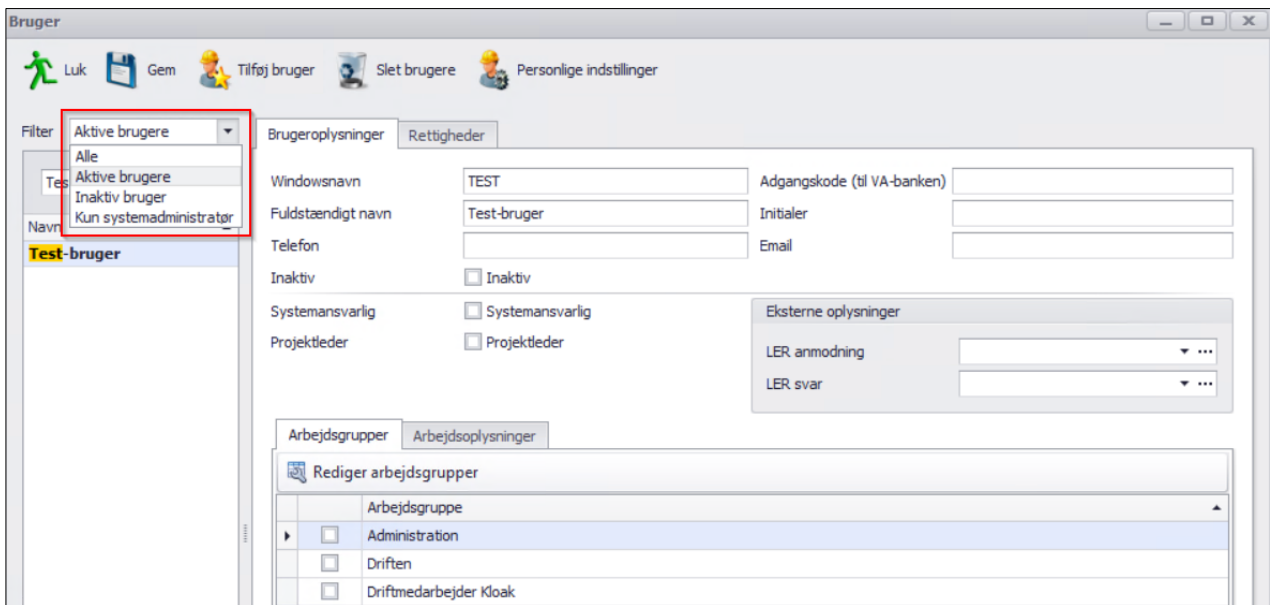 Bruger
Luk Gem Tilføj bruger Slet brugere Personlige indstillinger
Filter Aktive brugere
Alle
Aktive brugere
Inaktiv bruger
Kun systemadministratør
Tes
Navn
Test-bruger
Brugeroplysninger Rettigheder
Windowsnavn TEST Adgangskode (til VA-banken)
Fuldstændigt navn Test-bruger Initialer
Telefon Email
Inaktiv Inaktiv
Systemansvarlig Systemansvarlig Eksterne oplysninger
Projektleder Projektleder
LER anmodning
LER svar
Arbejdsgrupper Arbejdsoplysninger
Rediger arbejdsgrupper
Arbejdsgruppe
Administration
Driften
Driftmedarbejder Kloak